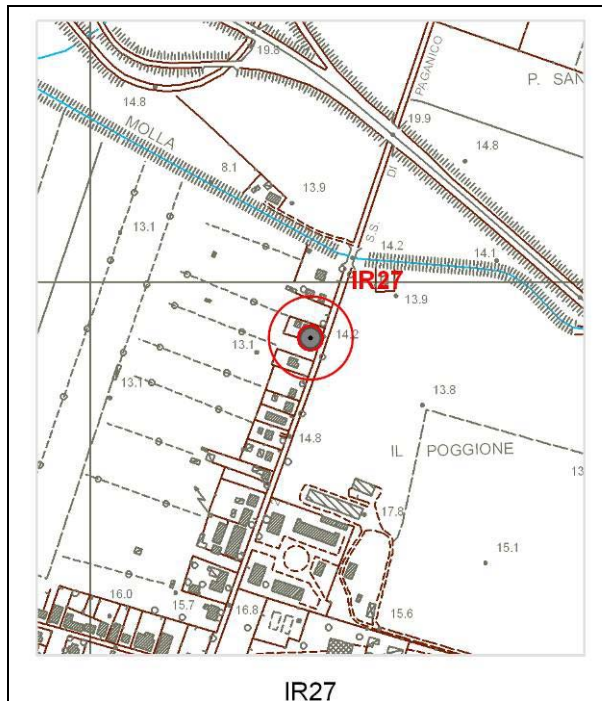 19.8
P. SAN
14.8
PAGANICO
19.9
MOLLA
14.8
8.1
DI
13.9
13.1
S.S.
14.2
14.1
IR27
13.9
14.2
13.1
13.1
13.8
14.8
IL POGGIONE
13
17.8
15.1
16.0
15.7
16.8
15.6
IR27